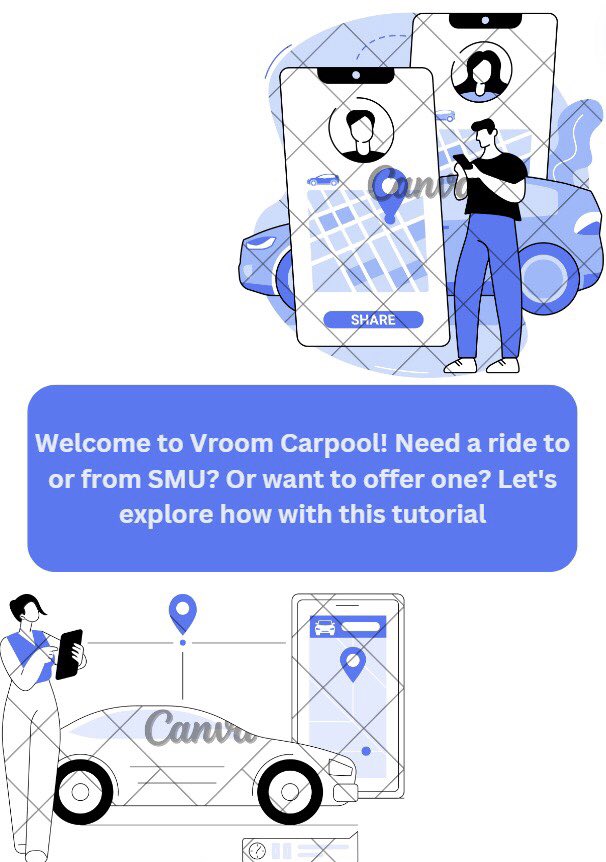 Canva
SHARE
Welcome to Vroom Carpool! Need a ride to
or from SMU? Or want to offer one? Let's
explore how with this tutorial
Canva